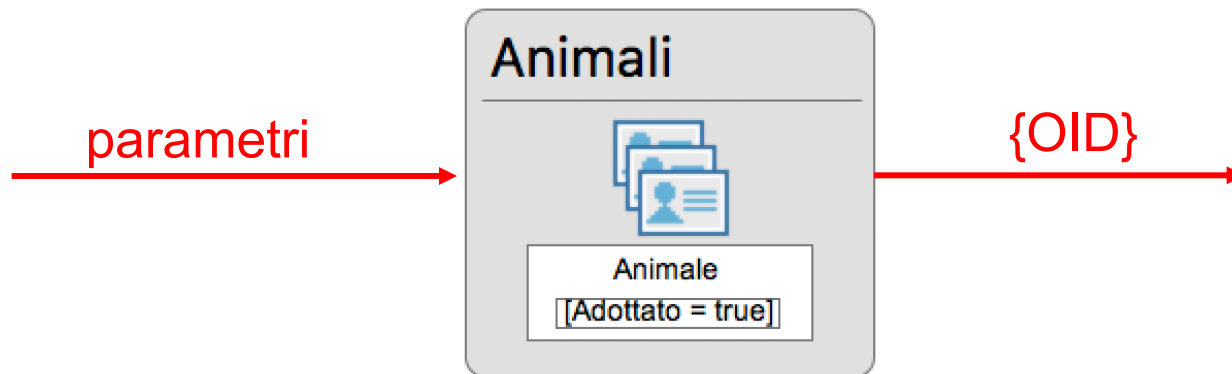 Animali
parametri
{OID}
Animale
[Adottato = true]